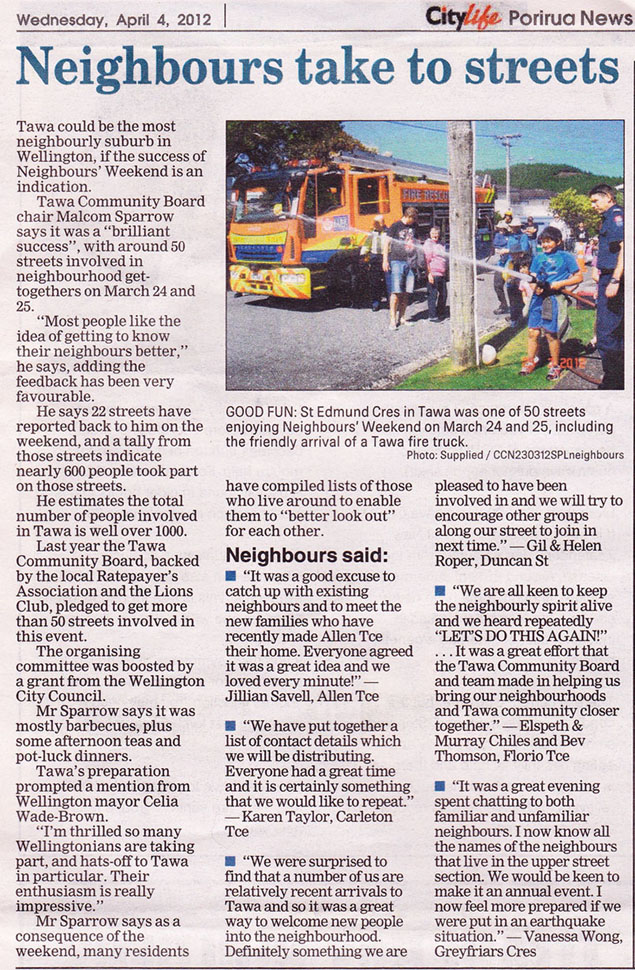 Wednesday, April 4, 2012
Citylife Porirua News
Neighbours take to streets
Tawa could be the most
neighbourly suburb in
Wellington, if the success of
Neighbours' Weekend is an
indication.
Tawa Community Board
chair Malcom Sparrow
says it was a "brilliant
success", with around 50
streets involved in
neighbourhood get-
togethers on March 24 and
25.
"Most people like the
idea of getting to know
their neighbours better,"
he says, adding the
feedback has been very
favourable.
He says 22 streets have
reported back to him on the
weekend, and a tally from
those streets indicate
nearly 600 people took part
on those streets.
He estimates the total
number of people involved
in Tawa is well over 1000.
Last year the Tawa
Community Board, backed
by the local Ratepayer's
Association and the Lions
Club, pledged to get more
than 50 streets involved in
this event.
The organising
committee was boosted by
a grant from the Wellington
City Council.
Mr Sparrow says it was
mostly barbecues, plus
some afternoon teas and
pot-luck dinners.
Tawa's preparation
prompted a mention from
Wellington mayor Celia
Wade-Brown.
"I'm thrilled so many
Wellingtonians are taking
part, and hats-off to Tawa
in particular. Their
enthusiasm is really
impressive."
Mr Sparrow says as a
consequence of the
weekend, many residents
FIRE RESCUE
2012
GOOD FUN: St Edmund Cres in Tawa was one of 50 streets
enjoying Neighbours' Weekend on March 24 and 25, including
the friendly arrival of a Tawa fire truck.
Photo: Supplied / CCN230312SPLneighbours
have compiled lists of those
who live around to enable
them to "better look out"
for each other.
Neighbours said:
■ "It was a good excuse to
catch up with existing
neighbours and to meet the
new families who have
recently made Allen Tce
their home. Everyone agreed
it was a great idea and we
loved every minute!" —
Jillian Savell, Allen Tce
■ "We have put together a
list of contact details which
we will be distributing.
Everyone had a great time
and it is certainly something
that we would like to repeat."
— Karen Taylor, Carleton
Tce
■ "We were surprised to
find that a number of us are
relatively recent arrivals to
Tawa and so it was a great
way to welcome new people
into the neighbourhood.
Definitely something we are
pleased to have been
involved in and we will try to
encourage other groups
along our street to join in
next time." — Gil & Helen
Roper, Duncan St
■ "We are all keen to keep
the neighbourly spirit alive
and we heard repeatedly
"LET'S DO THIS AGAIN!"
. . . It was a great effort that
the Tawa Community Board
and team made in helping us
bring our neighbourhoods
and Tawa community closer
together." — Elspeth &
Murray Chiles and Bev
Thomson, Florio Tce
■ "It was a great evening
spent chatting to both
familiar and unfamiliar
neighbours. I now know all
the names of the neighbours
that live in the upper street
section. We would be keen to
make it an annual event. I
now feel more prepared if we
were put in an earthquake
situation." — Vanessa Wong,
Greyfriars Cres